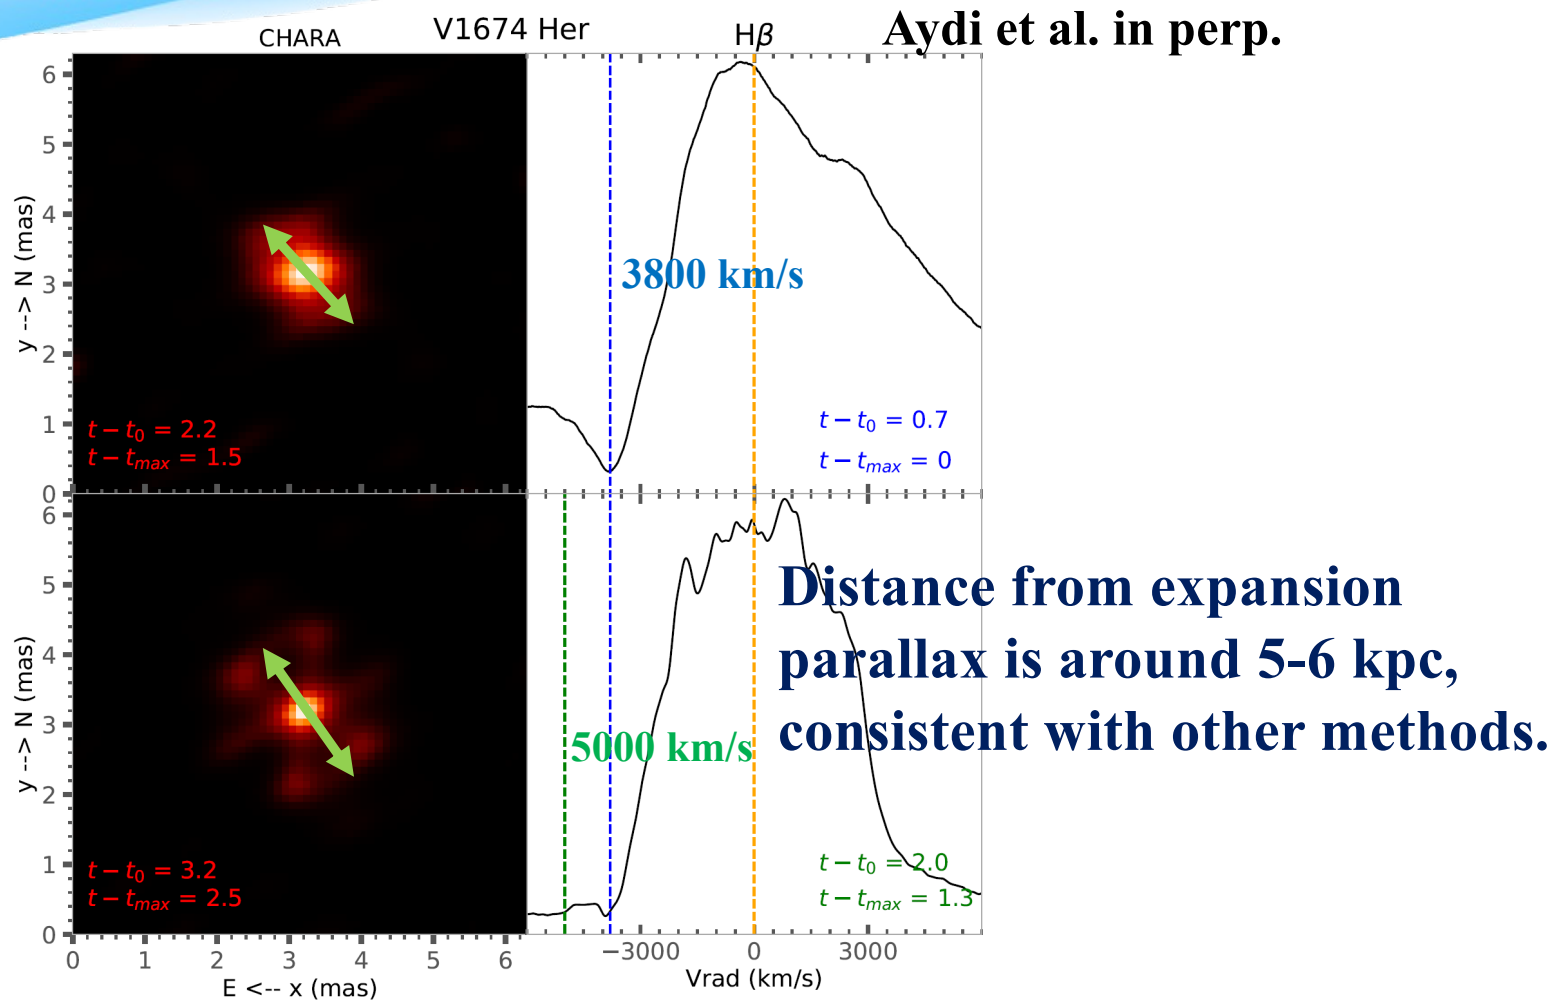 CHARA
V1674 Her
Hβ
Aydi et al. in perp.
6
5
4
3
2
1
0
y --> N (mas)
3800 km/s
t − t0 = 2.2
t − tmax = 1.5
t − t0 = 0.7
t − tmax = 0
6
5
4
3
2
1
0
y --> N (mas)
Distance from expansion
parallax is around 5-6 kpc,
consistent with other methods.
5000 km/s
t − t0 = 3.2
t − tmax = 2.5
t − t0 = 2.0
t − tmax = 1.3
0 1 2 3 4 5 6
E <-- x (mas)
−3000 0 3000
Vrad (km/s)